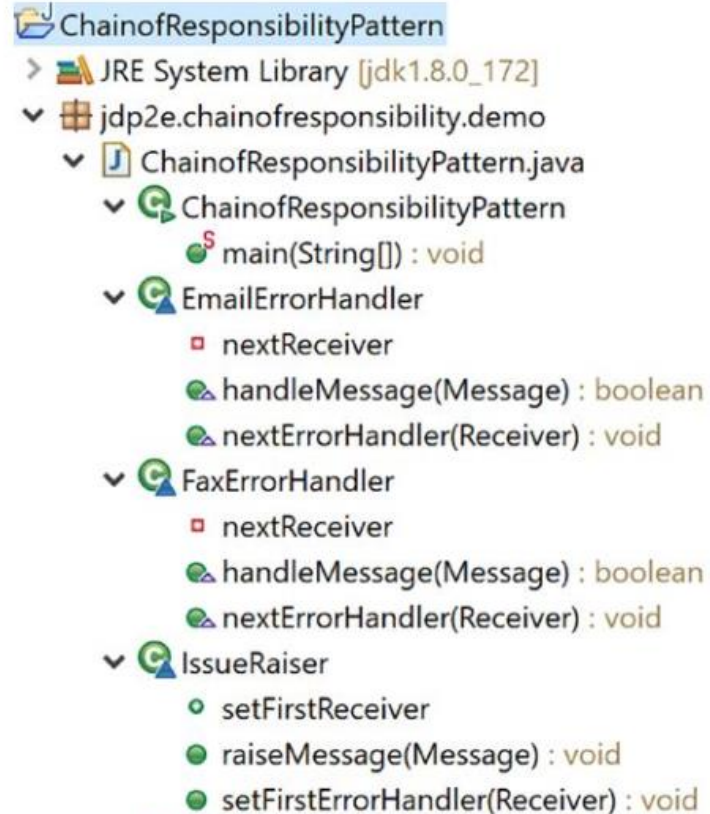 ChainofResponsibilityPattern
JRE System Library [jdk1.8.0_172]
jdp2e.chainofresponsibility.demo
ChainofResponsibilityPattern.java
ChainofResponsibilityPattern
main(String[]) : void
EmailErrorHandler
nextReceiver
handleMessage(Message) : boolean
nextErrorHandler(Receiver) : void
FaxErrorHandler
nextReceiver
handleMessage(Message) : boolean
nextErrorHandler(Receiver) : void
IssueRaiser
setFirstReceiver
raiseMessage(Message) : void
setFirstErrorHandler(Receiver) : void